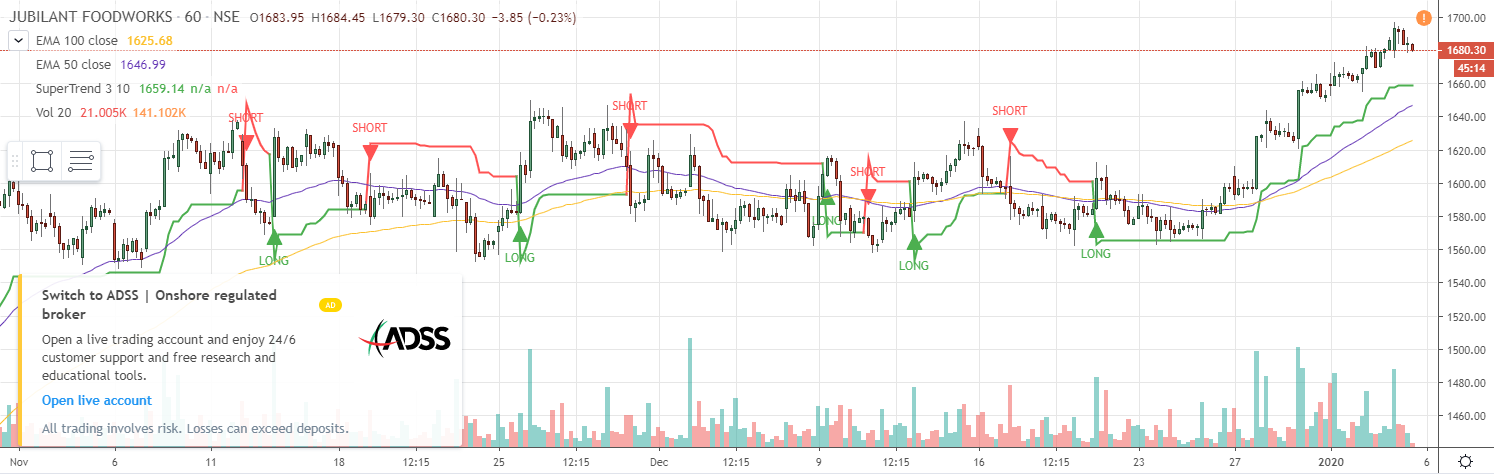 JUBILANT FOODWORKS · 60 · NSE O1683.95 H1684.45 L1679.30 C1680.30 −3.85 (−0.23%)
EMA 100 close 1625.68
EMA 50 close 1646.99
SuperTrend 3 10 1659.14 n/a n/a
Vol 20 21.005K 141.102K
SHORT
SHORT
SHORT
SHORT
SHORT
LONG
LONG
LONG
LONG
LONG
1700.00
1680.30
45:14
1660.00
1640.00
1620.00
1600.00
1580.00
1560.00
1540.00
1520.00
1500.00
1480.00
1460.00
Switch to ADSS | Onshore regulated
broker
AD
Open a live trading account and enjoy 24/6
customer support and free research and
educational tools.
Open live account
All trading involves risk. Losses can exceed deposits.
ADSS
Nov 6 11 18 12:15 25 12:15 Dec 12:15 9 12:15 16 12:15 23 27 2020 6